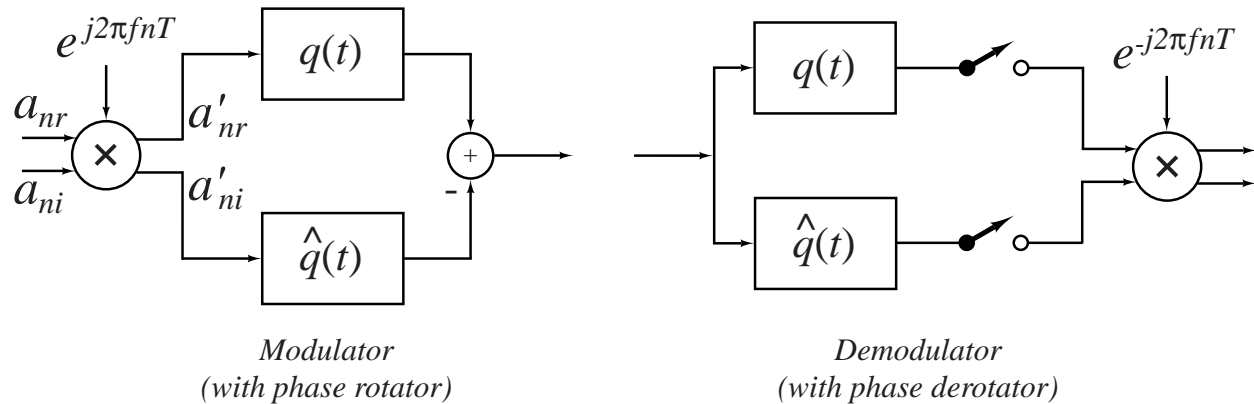 e^{j2πfnT}
q(t)
a_{nr}
×
a'_{nr}
a_{ni}
a'_{ni}
+
-
q̂(t)
Modulator
(with phase rotator)
q(t)
e^{-j2πfnT}
×
q̂(t)
Demodulator
(with phase derotator)